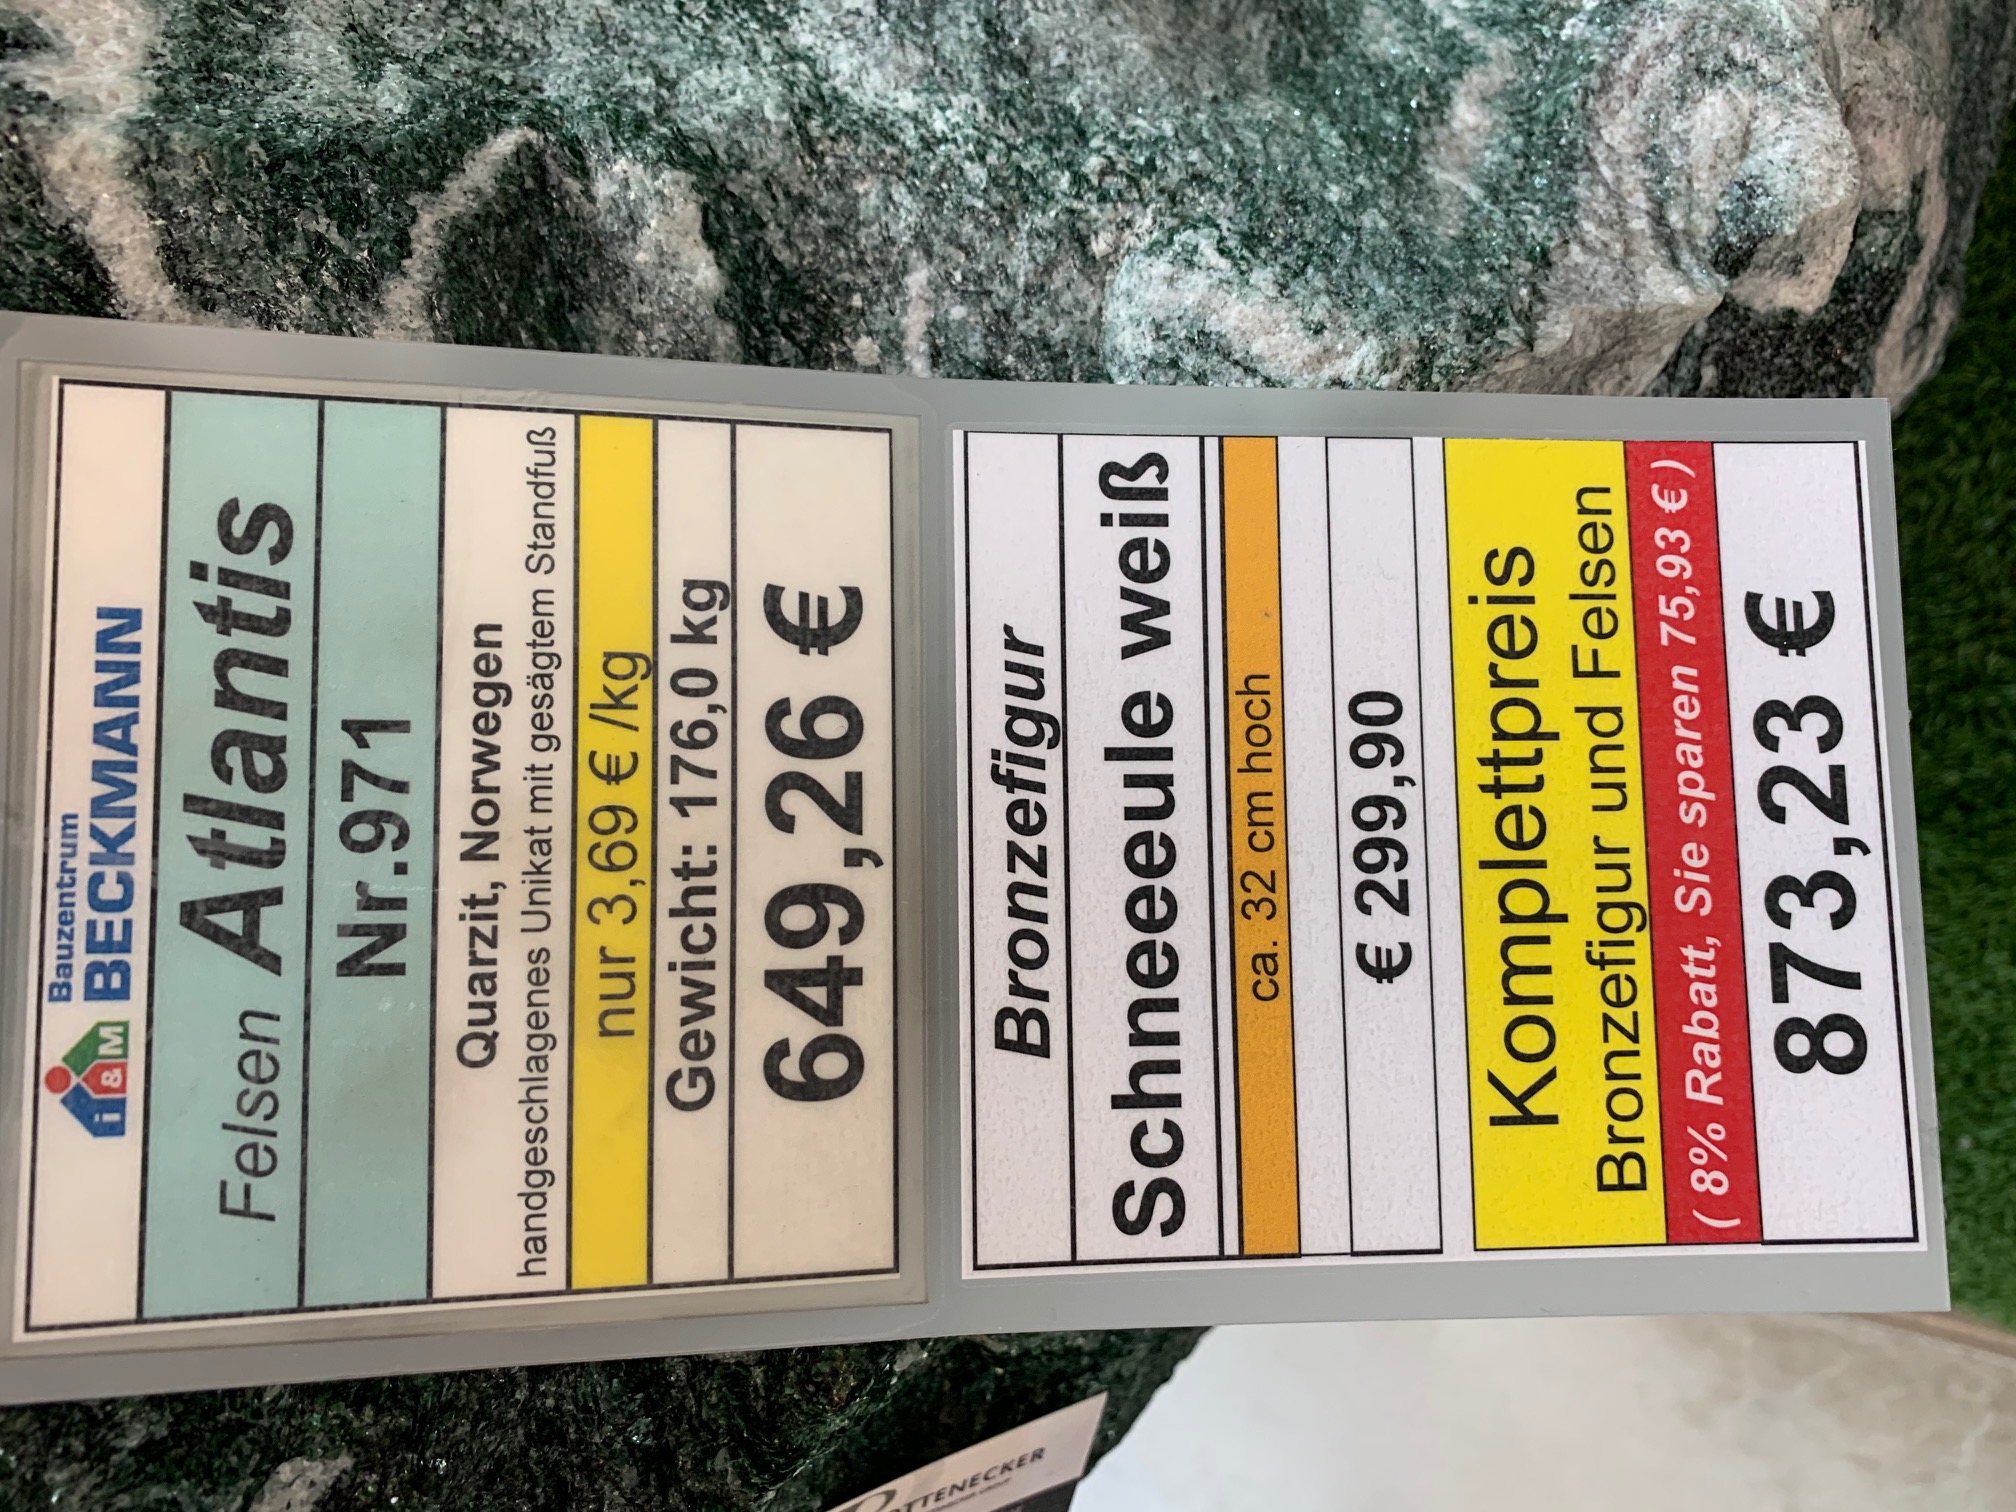 Bauzentrum
i&M BECKMANN
Felsen Atlantis
Nr.971
Quarzit, Norwegen
handgeschlagenes Unikat mit gesägtem Standfuß
nur 3,69 € /kg
Gewicht: 176,0 kg
649,26 €
Bronzefigur
Schneeeule weiß
ca. 32 cm hoch
€ 299,90
Komplettpreis
Bronzefigur und Felsen
( 8% Rabatt, Sie sparen 75,93 € )
873,23 €
OTTENECKER